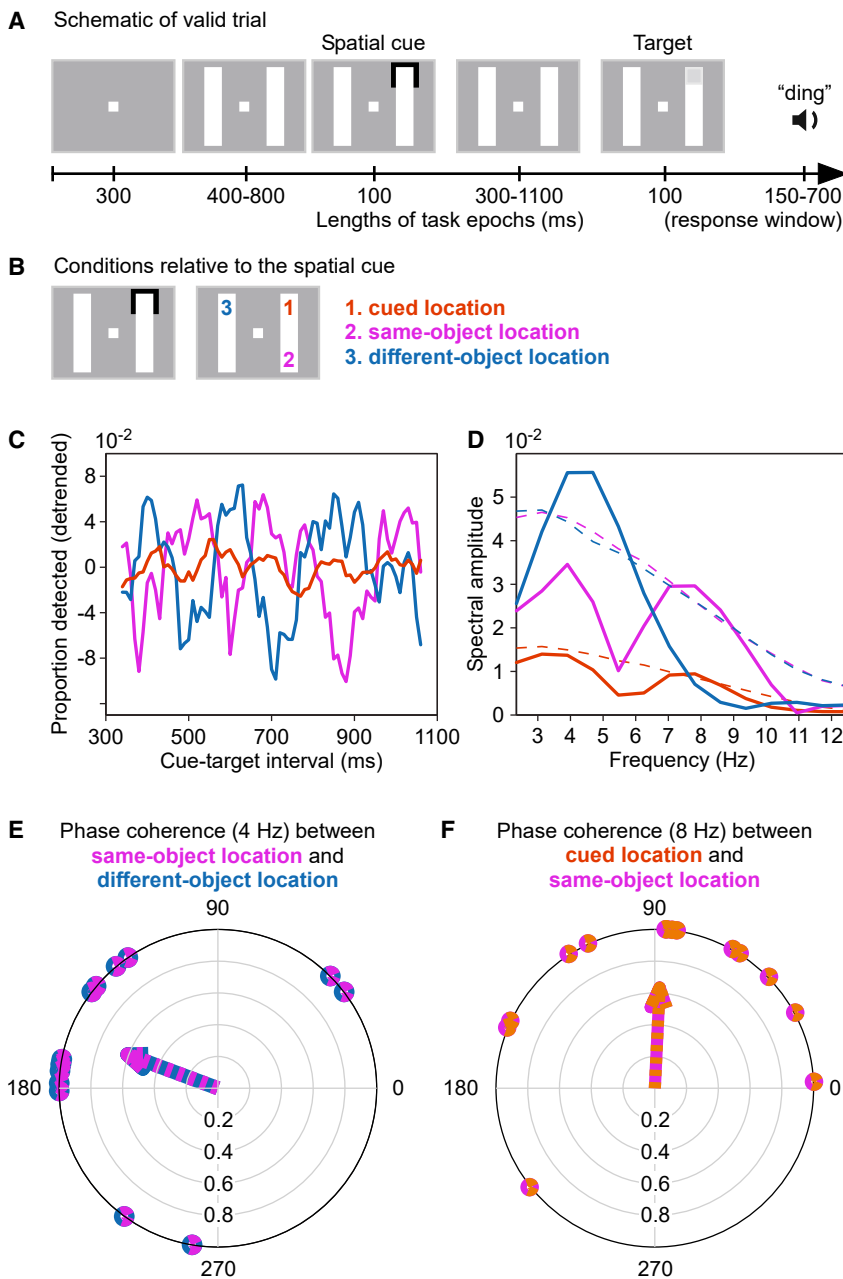 A Schematic of valid trial
Spatial cue
Target
“ding”
300
400-800
100
300-1100
100
150-700
Lengths of task epochs (ms)
(response window)
B Conditions relative to the spatial cue
3
1
2
1. cued location
2. same-object location
3. different-object location
C
10-2
Proportion detected (detrended)
8
4
0
-4
-8
300
500
700
900
1100
Cue-target interval (ms)
D
10-2
Spectral amplitude
5
4
3
2
1
0
3 4 5 6 7 8 9 10 11 12
Frequency (Hz)
E Phase coherence (4 Hz) between
same-object location and
different-object location
90
180
0
0.2
0.4
0.6
0.8
270
F Phase coherence (8 Hz) between
cued location and
same-object location
90
180
0
0.2
0.4
0.6
0.8
270